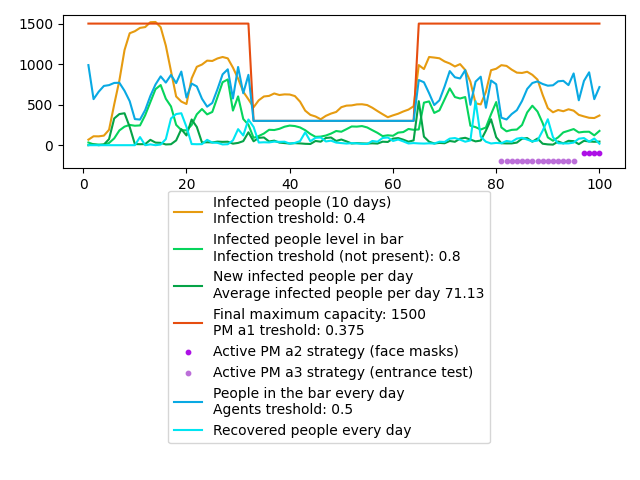 1500
1000
500
0
0 20 40 60 80 100
Infected people (10 days)
Infection treshold: 0.4
Infected people level in bar
Infection treshold (not present): 0.8
New infected people per day
Average infected people per day 71.13
Final maximum capacity: 1500
PM a1 treshold: 0.375
Active PM a2 strategy (face masks)
Active PM a3 strategy (entrance test)
People in the bar every day
Agents treshold: 0.5
Recovered people every day